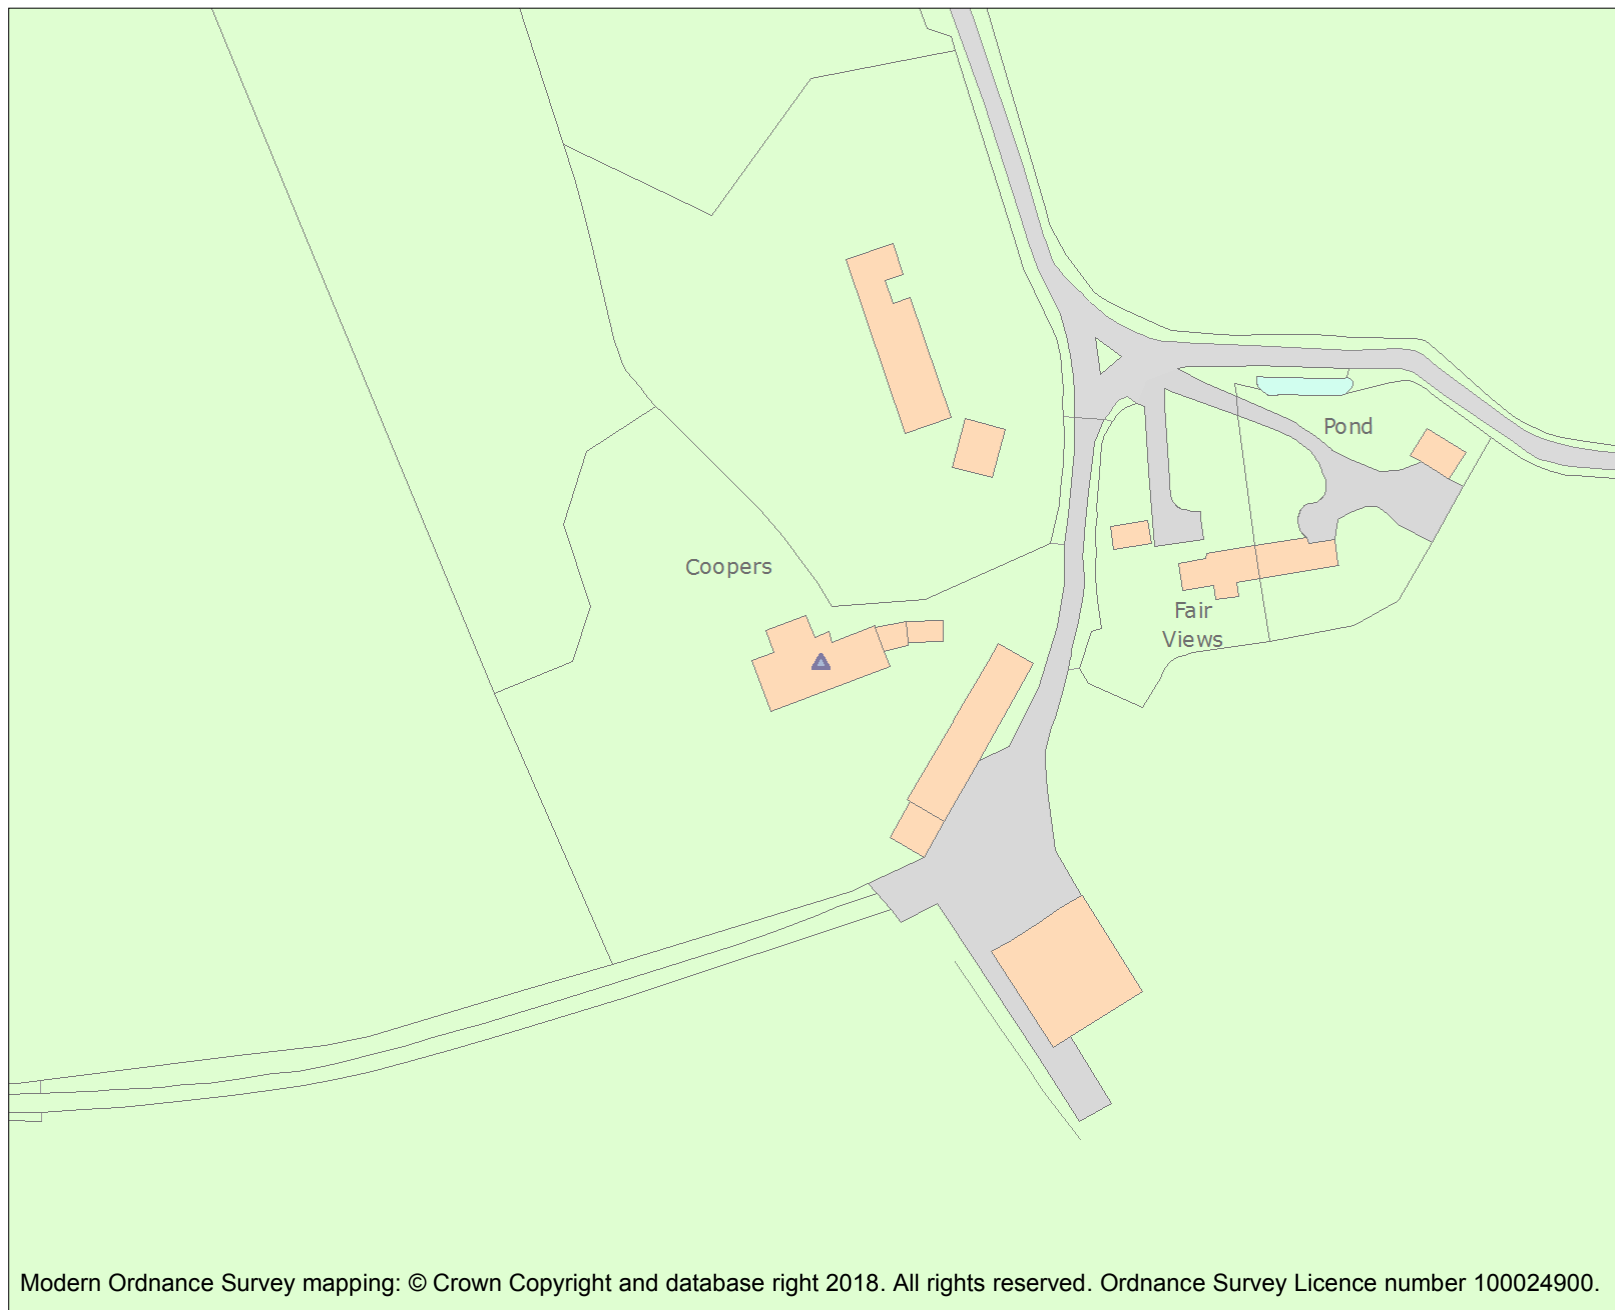 Pond
Coopers
Fair
Views
Modern Ordnance Survey mapping: © Crown Copyright and database right 2018. All rights reserved. Ordnance Survey Licence number 100024900.